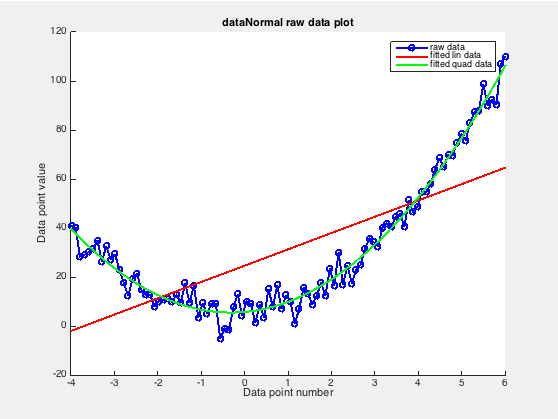 dataNormal raw data plot
raw data
fitted lin data
fitted quad data
120
100
80
60
40
20
0
-20
Data point value
-4 -3 -2 -1 0 1 2 3 4 5 6
Data point number